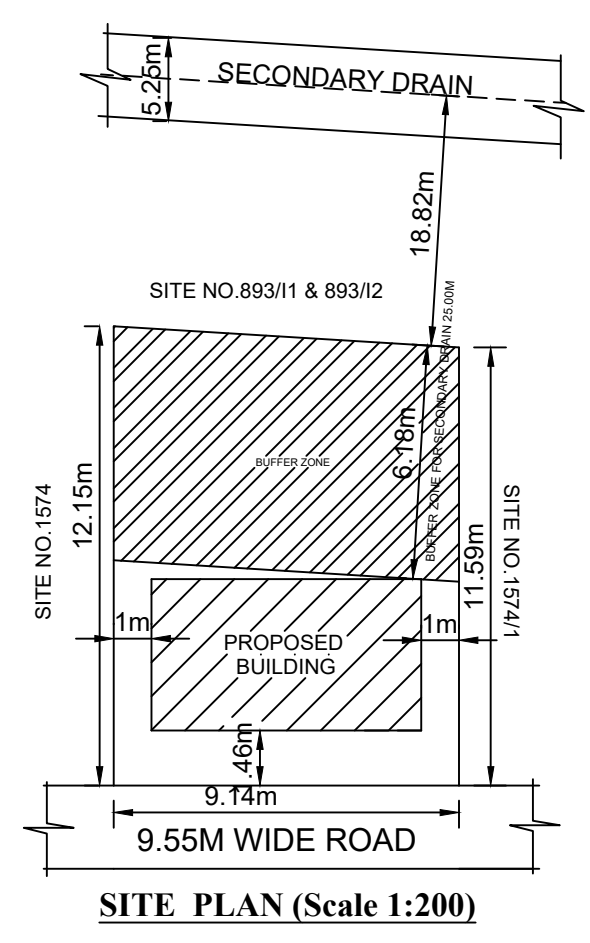 SECONDARY DRAIN
5.25m
18.82m
SITE NO.893/I1 & 893/I2
BUFFER ZONE FOR SECONDARY DRAIN 25.00M
BUFFER ZONE
6.18m
12.15m
SITE NO.1574
11.59m
SITE NO.1574/1
1m
1m
PROPOSED
BUILDING
.46m
9.14m
9.55M WIDE ROAD
SITE PLAN (Scale 1:200)